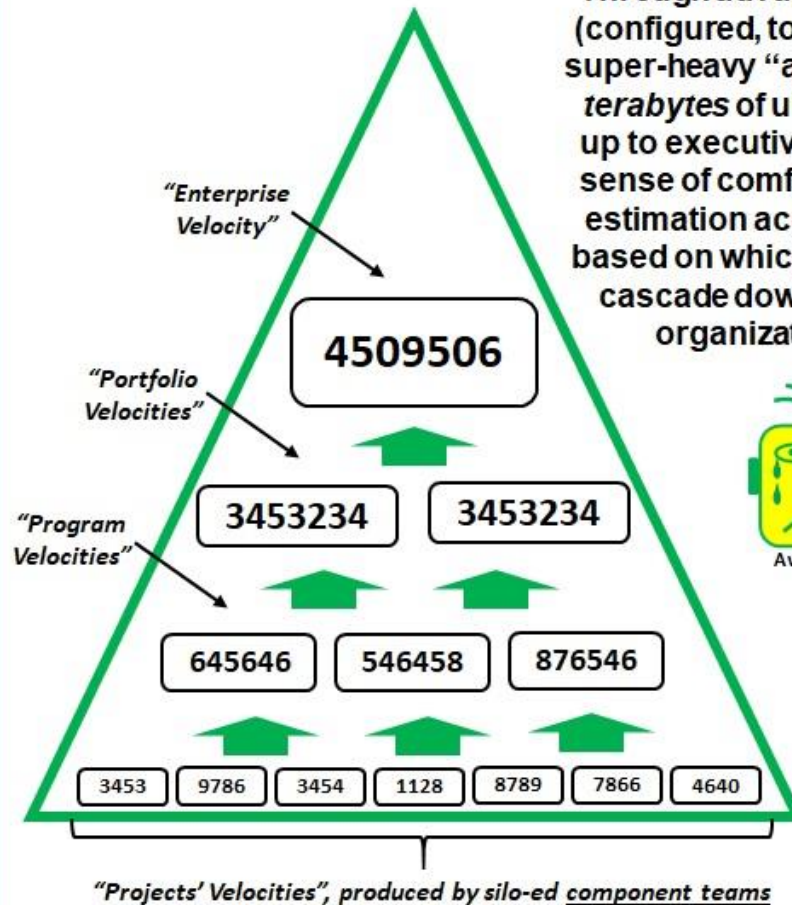 (configured, to
super-heavy “a
terabytes of u
up to executiv
sense of comf
estimation ac
based on whic
cascade dow
organizat
“Enterprise
Velocity”
4509506
“Portfolio
Velocities”
3453234 3453234
“Program
Velocities”
645646 546458 876546
3453 9786 3454 1128 8789 7866 4640
“Projects’ Velocities”, produced by silo-ed component teams